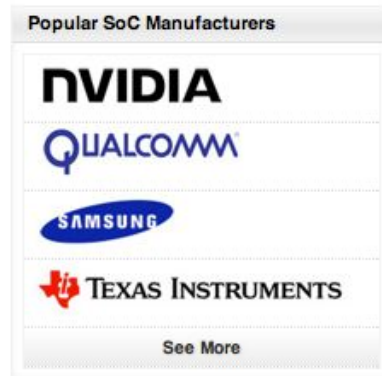 Popular SoC Manufacturers
NVIDIA
QUALCOMM
SAMSUNG
TEXAS INSTRUMENTS
See More